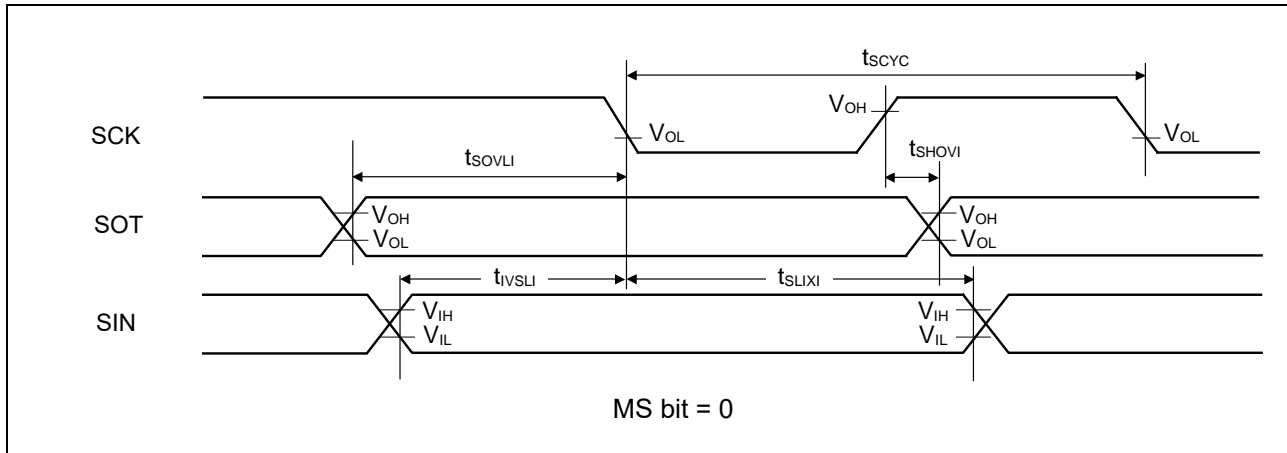 tSCYC
SCK
VOH
VOL
VOL
tSOVLI
tSHOVI
SOT
VOH
VOL
VOH
VOL
tIVSLI
tSLIXI
SIN
VIH
VIL
VIH
VIL
MS bit = 0